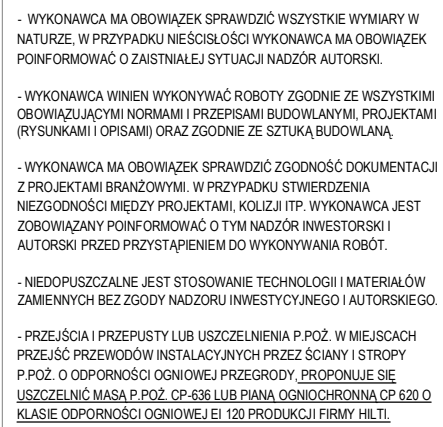 - WYKONAWCA MA OBOWIĄZEK SPRAWDZIĆ WSZYSTKIE WYMIARY W
NATURZE, W PRZYPADKU NIEŚCISŁOŚCI WYKONAWCA MA OBOWIĄZEK
POINFORMOWAĆ O ZAISTNIAŁEJ SYTUACJI NADZÓR AUTORSKI.
- WYKONAWCA WINIEN WYKONYWAĆ ROBOTY ZGODNIE ZE WSZYSTKIMI
OBOWIĄZUJĄCYMI NORMAMI I PRZEPISAMI BUDOWLANYMI, PROJEKTAMI
(RYSUNKAMI I OPISAMI) ORAZ ZGODNIE ZE SZTUKĄ BUDOWLANĄ.
- WYKONAWCA MA OBOWIĄZEK SPRAWDZIĆ ZGODNOŚĆ DOKUMENTACJI
Z PROJEKTAMI BRANŻOWYMI. W PRZYPADKU STWIERDZENIA
NIEZGODNOŚCI MIĘDZY PROJEKTAMI, KOLIZJI ITP. WYKONAWCA JEST
ZOBOWIĄZANY POINFORMOWAĆ O TYM NADZÓR INWESTORSKI I
AUTORSKI PRZED PRZYSTĄPIENIEM DO WYKONYWANIA ROBÓT.
- NIEDOPUSZCZALNE JEST STOSOWANIE TECHNOLOGII I MATERIAŁÓW
ZAMIENNYCH BEZ ZGODY NADZORU INWESTYCYJNEGO I AUTORSKIEGO.
- PRZEJŚCIA I PRZEPUSTY LUB USZCZELNIENIA P.POŻ. W MIEJSCACH
PRZEJŚĆ PRZEWODÓW INSTALACYJNYCH PRZEZ ŚCIANY I STROPY
P.POŻ. O ODPORNOŚCI OGNIOWEJ PRZEGRODY, PROPONUJE SIĘ
USZCZELNIĆ MASĄ P.POŻ. CP-636 LUB PIANĄ OGNIOCHRONNĄ CP 620 O
KLASIE ODPORNOŚCI OGNIOWEJ EI 120 PRODUKCJI FIRMY HILTI.